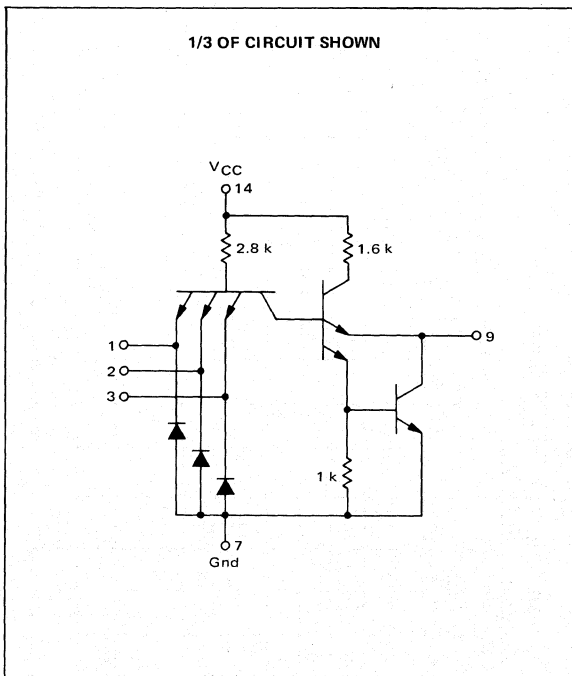 1/3 OF CIRCUIT SHOWN
VCC
14
2.8 k
1.6 k
1
9
2
3
1 k
7
Gnd